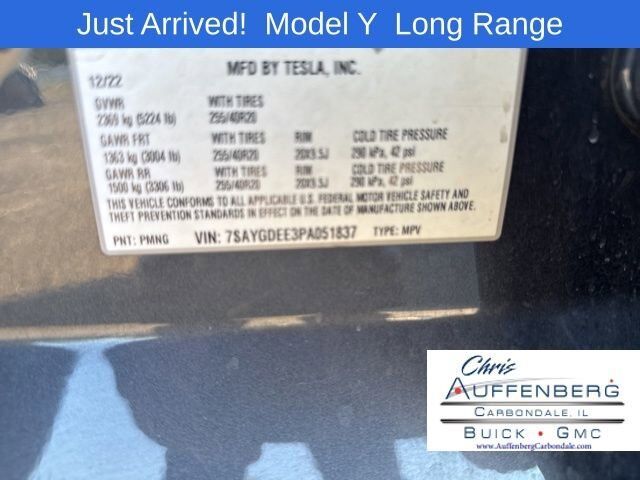 Just Arrived! Model Y Long Range
MFD BY TESLA, INC.
12/22
GVWR WITH TIRES
2369 kg (5224 lb) 255/40R20
GAWR FRT WITH TIRES RIM COLD TIRE PRESSURE
1363 kg (3004 lb) 255/40R20 20X9.5J 290 kPa, 42 psi
GAWR RR WITH TIRES RIM COLD TIRE PRESSURE
1500 kg (3306 lb) 255/40R20 20X9.5J 290 kPa, 42 psi
THIS VEHICLE CONFORMS TO ALL APPLICABLE U.S. FEDERAL MOTOR VEHICLE SAFETY AND
THEFT PREVENTION STANDARDS IN EFFECT ON THE DATE OF MANUFACTURE SHOWN ABOVE.
PNT: PMNG VIN: 7SAYGDEE3PA051837 TYPE: MPV
Chris
AUFFENBERG
CARBONDALE, IL
BUICK • GMC
www.AuffenbergCarbondale.com